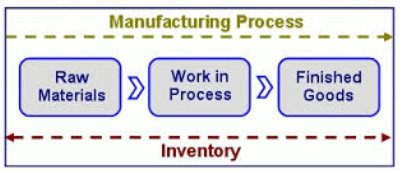 Manufacturing Process
Raw
Materials
Work in
Process
Finished
Goods
Inventory